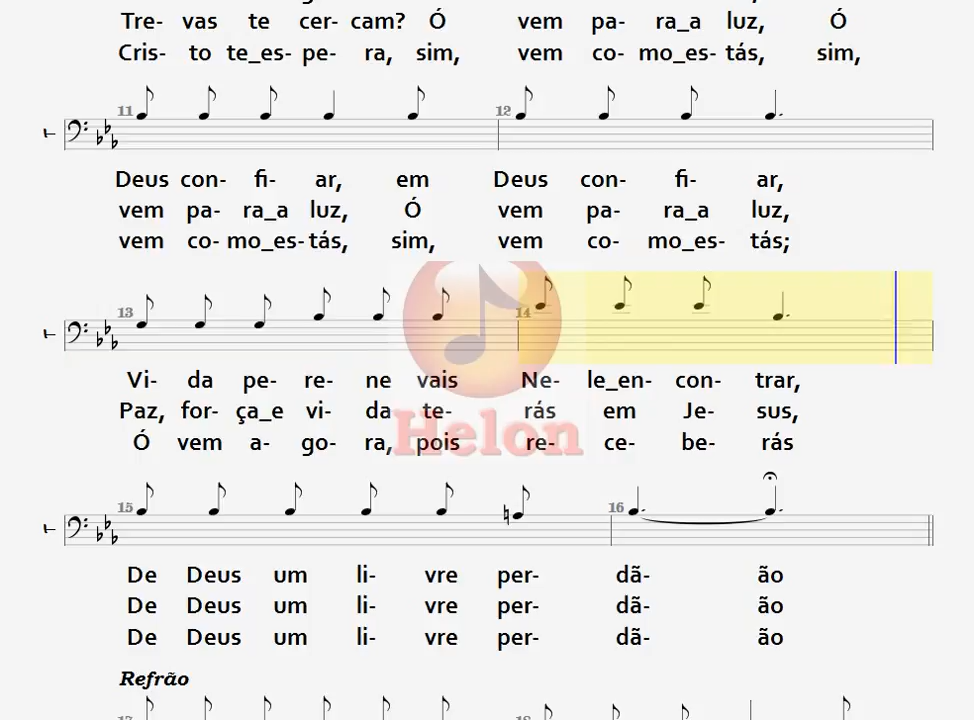 Tre- vas te cer- cam? Ó vem pa- ra_a luz, Ó
Cris- to te_es- pe- ra, sim, vem co- mo_es- tás, sim,
11 12
Deus con- fi- ar, em Deus con- fi- ar,
vem pa- ra_a luz, Ó vem pa- ra_a luz,
vem co- mo_es- tás, sim, vem co- mo_es- tás;
13 14
Vi- da pe- re- ne vais Ne- le_en- con- trar,
Paz, for- ça_e vi- da te- rás em Je- sus,
Ó vem a- go- ra, pois re- ce- be- rás
Helon
15 16
De Deus um li- vre per- dã- ão
De Deus um li- vre per- dã- ão
De Deus um li- vre per- dã- ão
Refrão